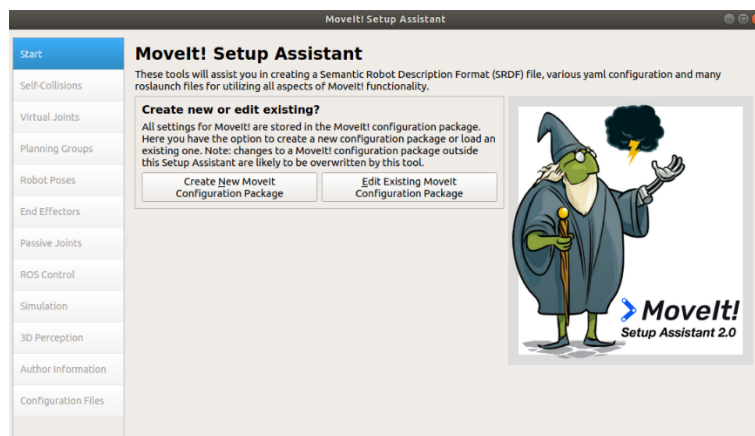 MoveIt! Setup Assistant
Start
Self-Collisions
Virtual Joints
Planning Groups
Robot Poses
End Effectors
Passive Joints
ROS Control
Simulation
3D Perception
Author Information
Configuration Files
MoveIt! Setup Assistant
These tools will assist you in creating a Semantic Robot Description Format (SRDF) file, various yaml configuration and many
roslaunch files for utilizing all aspects of MoveIt! functionality.
Create new or edit existing?
All settings for MoveIt! are stored in the MoveIt! configuration package.
Here you have the option to create a new configuration package or load an
existing one. Note: changes to a MoveIt! configuration package outside
this Setup Assistant are likely to be overwritten by this tool.
Create New MoveIt
Configuration Package
Edit Existing MoveIt
Configuration Package
MoveIt!
Setup Assistant 2.0